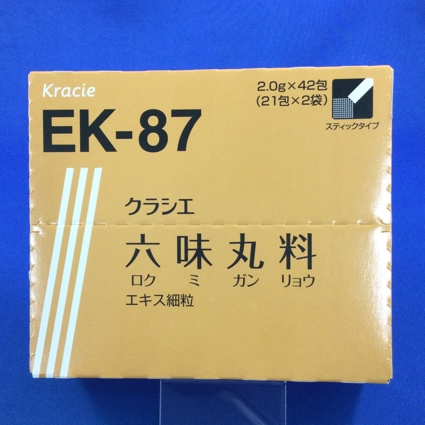 Kracie
2.0g×42包
(21包×2袋)
スティックタイプ
EK-87
クラシエ
六味丸料
ロク ミ ガン リョウ
エキス細粒